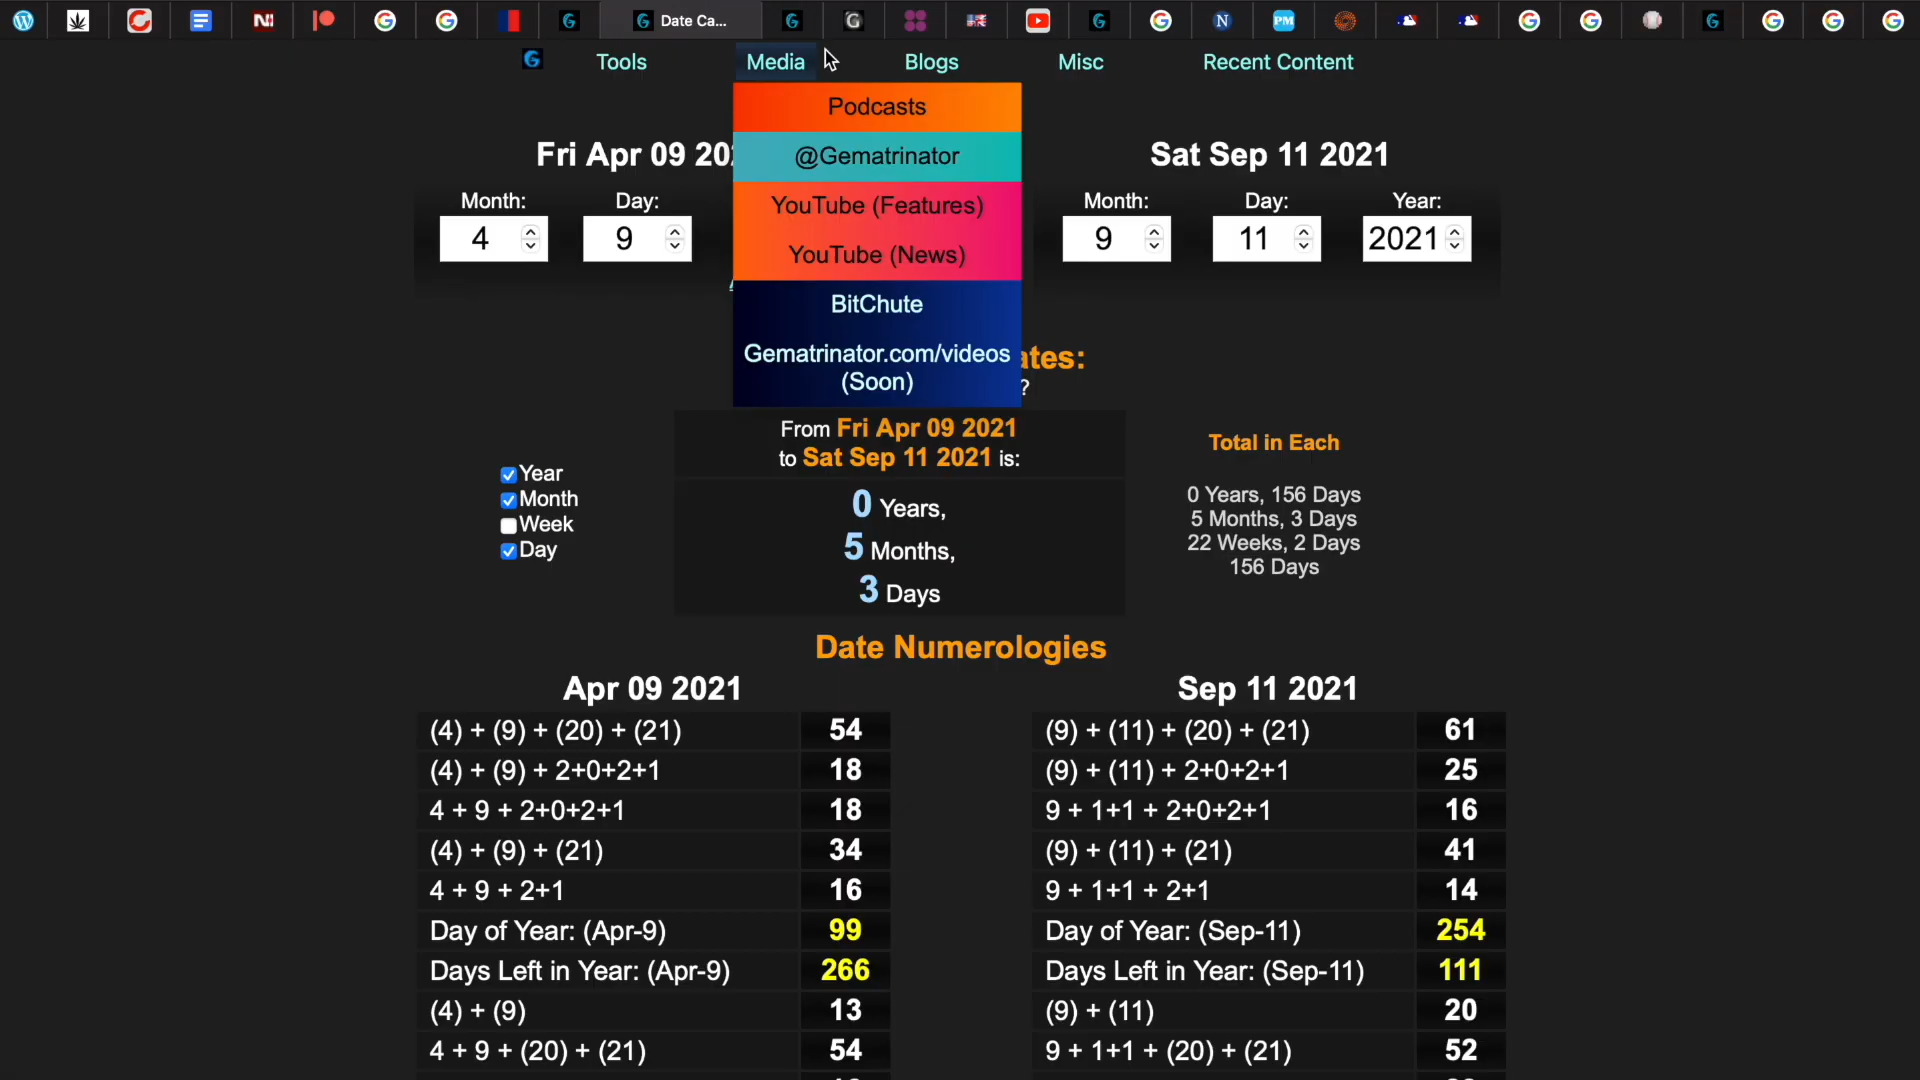 Date Ca...
Tools
Media
Blogs
Misc
Recent Content
Podcasts
@Gematrinator
YouTube (Features)
YouTube (News)
BitChute
Gematrinator.com/videos
(Soon)
Fri Apr 09 20
Month:
Day:
4
9
Sat Sep 11 2021
Month:
Day:
Year:
9
11
2021
ates:
?
Year
Month
Week
Day
From Fri Apr 09 2021
to Sat Sep 11 2021 is:
0 Years,
5 Months,
3 Days
Total in Each
0 Years, 156 Days
5 Months, 3 Days
22 Weeks, 2 Days
156 Days
Date Numerologies
Apr 09 2021
(4) + (9) + (20) + (21) 54
(4) + (9) + 2+0+2+1 18
4 + 9 + 2+0+2+1 18
(4) + (9) + (21) 34
4 + 9 + 2+1 16
Day of Year: (Apr-9) 99
Days Left in Year: (Apr-9) 266
(4) + (9) 13
4 + 9 + (20) + (21) 54
Sep 11 2021
(9) + (11) + (20) + (21) 61
(9) + (11) + 2+0+2+1 25
9 + 1+1 + 2+0+2+1 16
(9) + (11) + (21) 41
9 + 1+1 + 2+1 14
Day of Year: (Sep-11) 254
Days Left in Year: (Sep-11) 111
(9) + (11) 20
9 + 1+1 + (20) + (21) 52